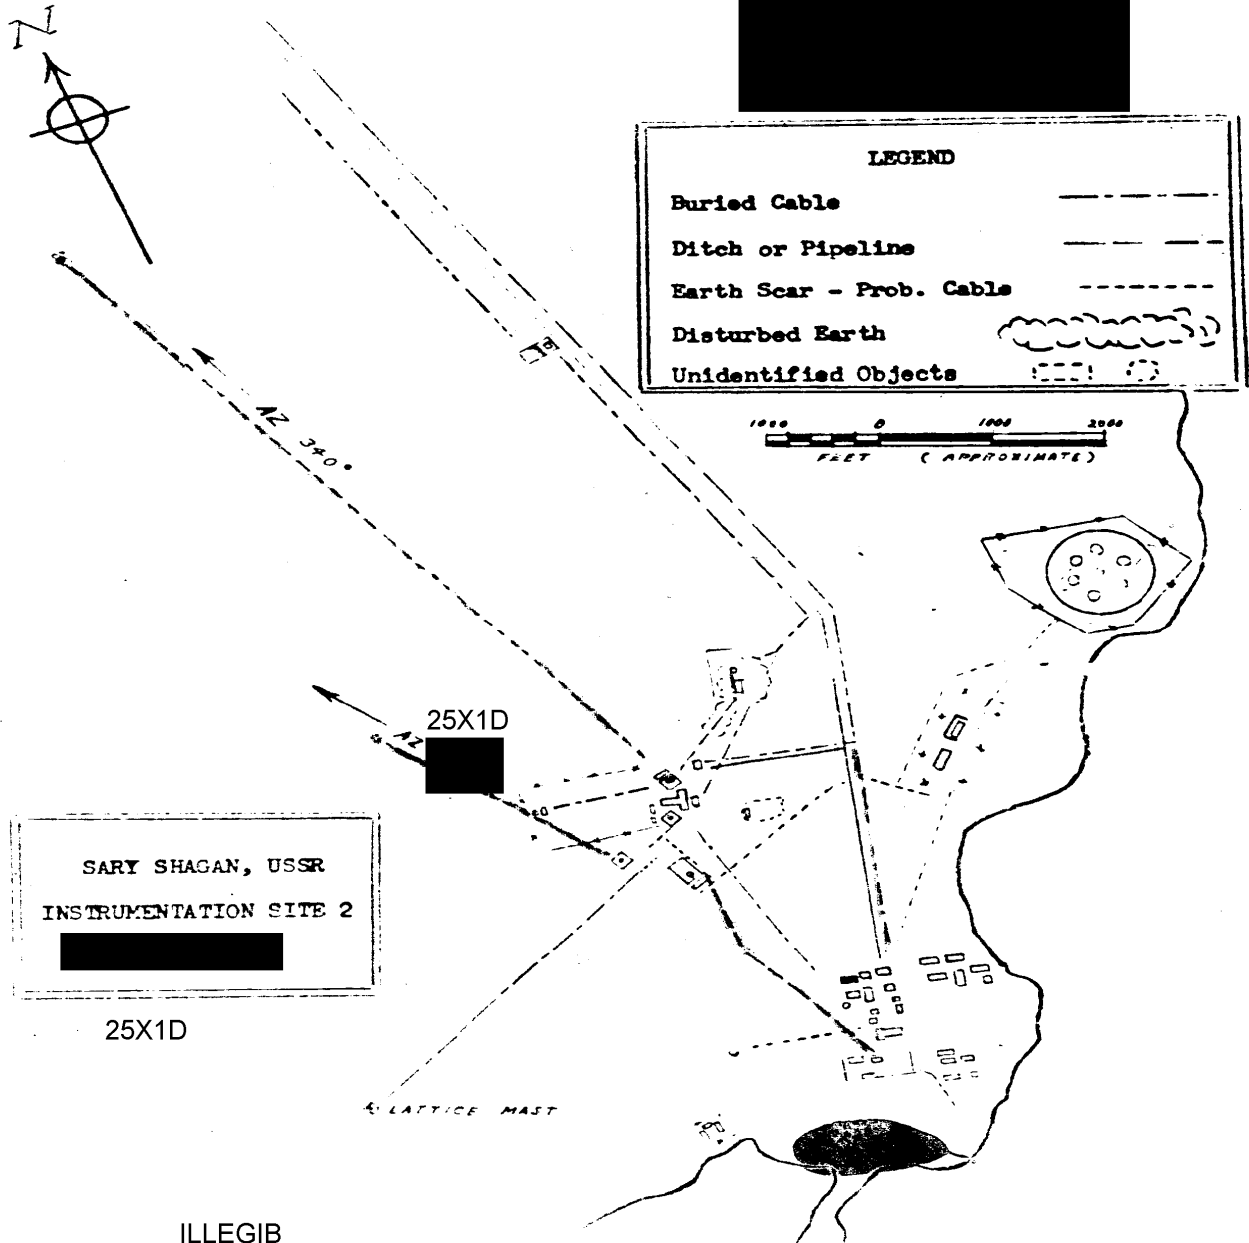 N
LEGEND
Buried Cable
Ditch or Pipeline
Earth Scar - Prob. Cable
Disturbed Earth
Unidentified Objects
1000 0 1000 2000
FEET (APPROXIMATE)
AZ 340°
25X1D
AZ
SARY SHAGAN, USSR
INSTRUMENTATION SITE 2
25X1D
LATTICE MAST
ILLEGIB